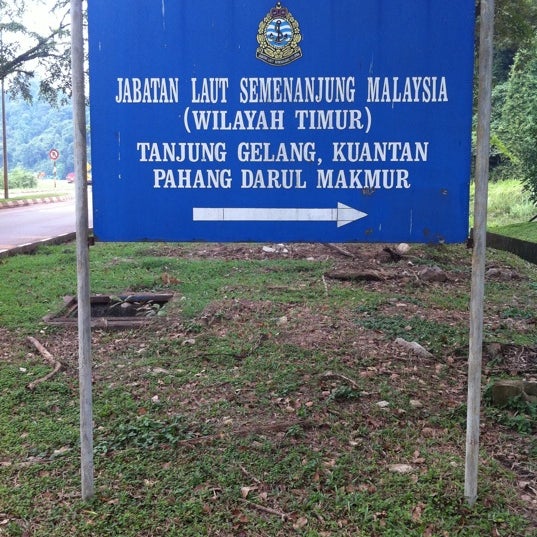 JABATAN LAUT SEMENANJUNG MALAYSIA
(WILAYAH TIMUR)
TANJUNG GELANG, KUANTAN
PAHANG DARUL MAKMUR